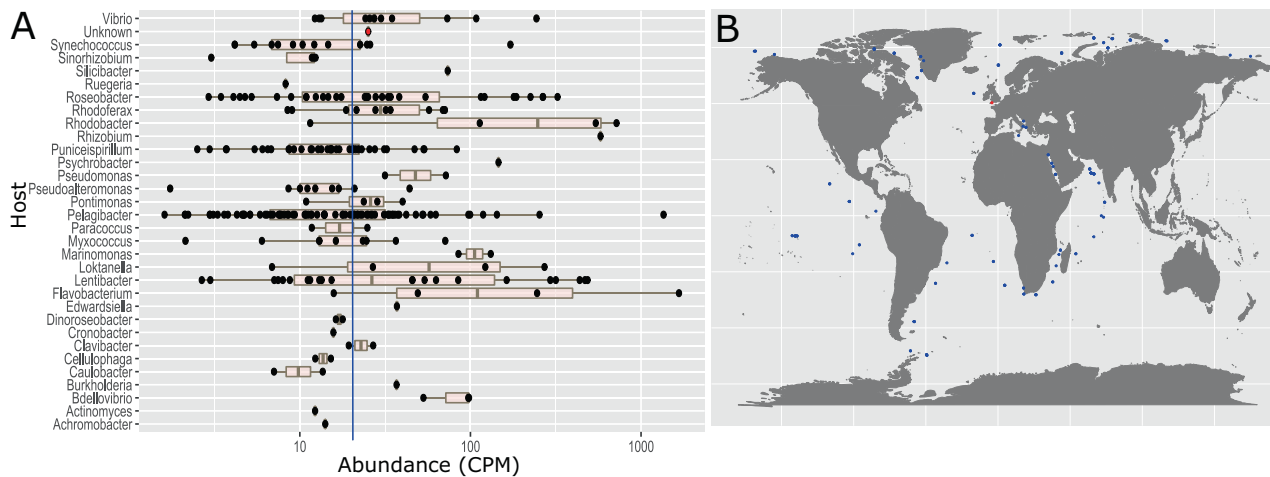 A
B
Host
Vibrio
Unknown
Synechococcus
Sinorhizobium
Silicibacter
Ruegeria
Roseobacter
Rhodoferax
Rhodobacter
Rhizobium
Puniceispirillum
Psychrobacter
Pseudomonas
Pseudoalteromonas
Pontimonas
Pelagibacter
Paracoccus
Myxococcus
Marinomonas
Loktanella
Lentibacter
Flavobacterium
Edwardsiella
Dinoroseobacter
Cronobacter
Clavibacter
Cellulophaga
Caulobacter
Burkholderia
Bdellovibrio
Actinomyces
Achromobacter
10 100 1000
Abundance (CPM)